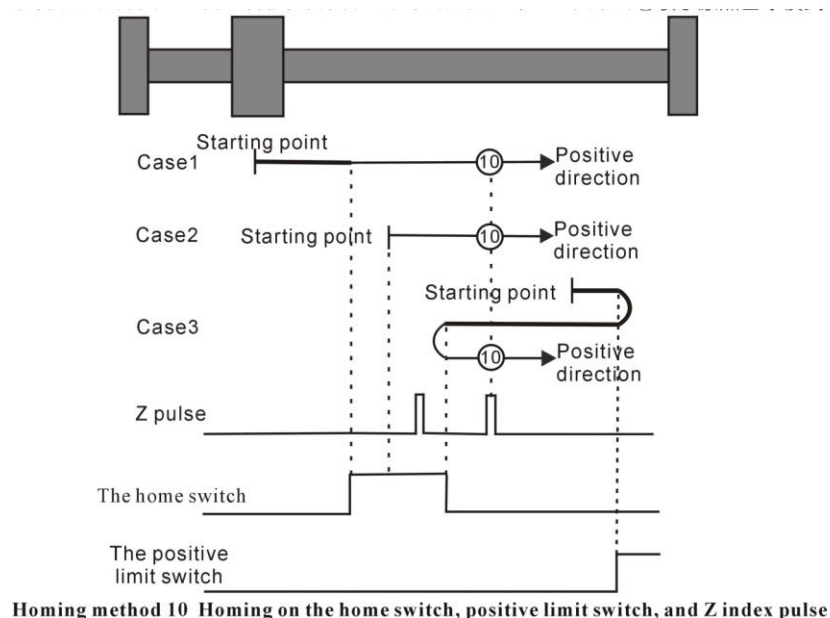 Starting point
Case1
10
Positive
direction
Case2
Starting point
10
Positive
direction
Starting point
Case3
10
Positive
direction
Z pulse
The home switch
The positive
limit switch
Homing method 10 Homing on the home switch, positive limit switch, and Z index pulse